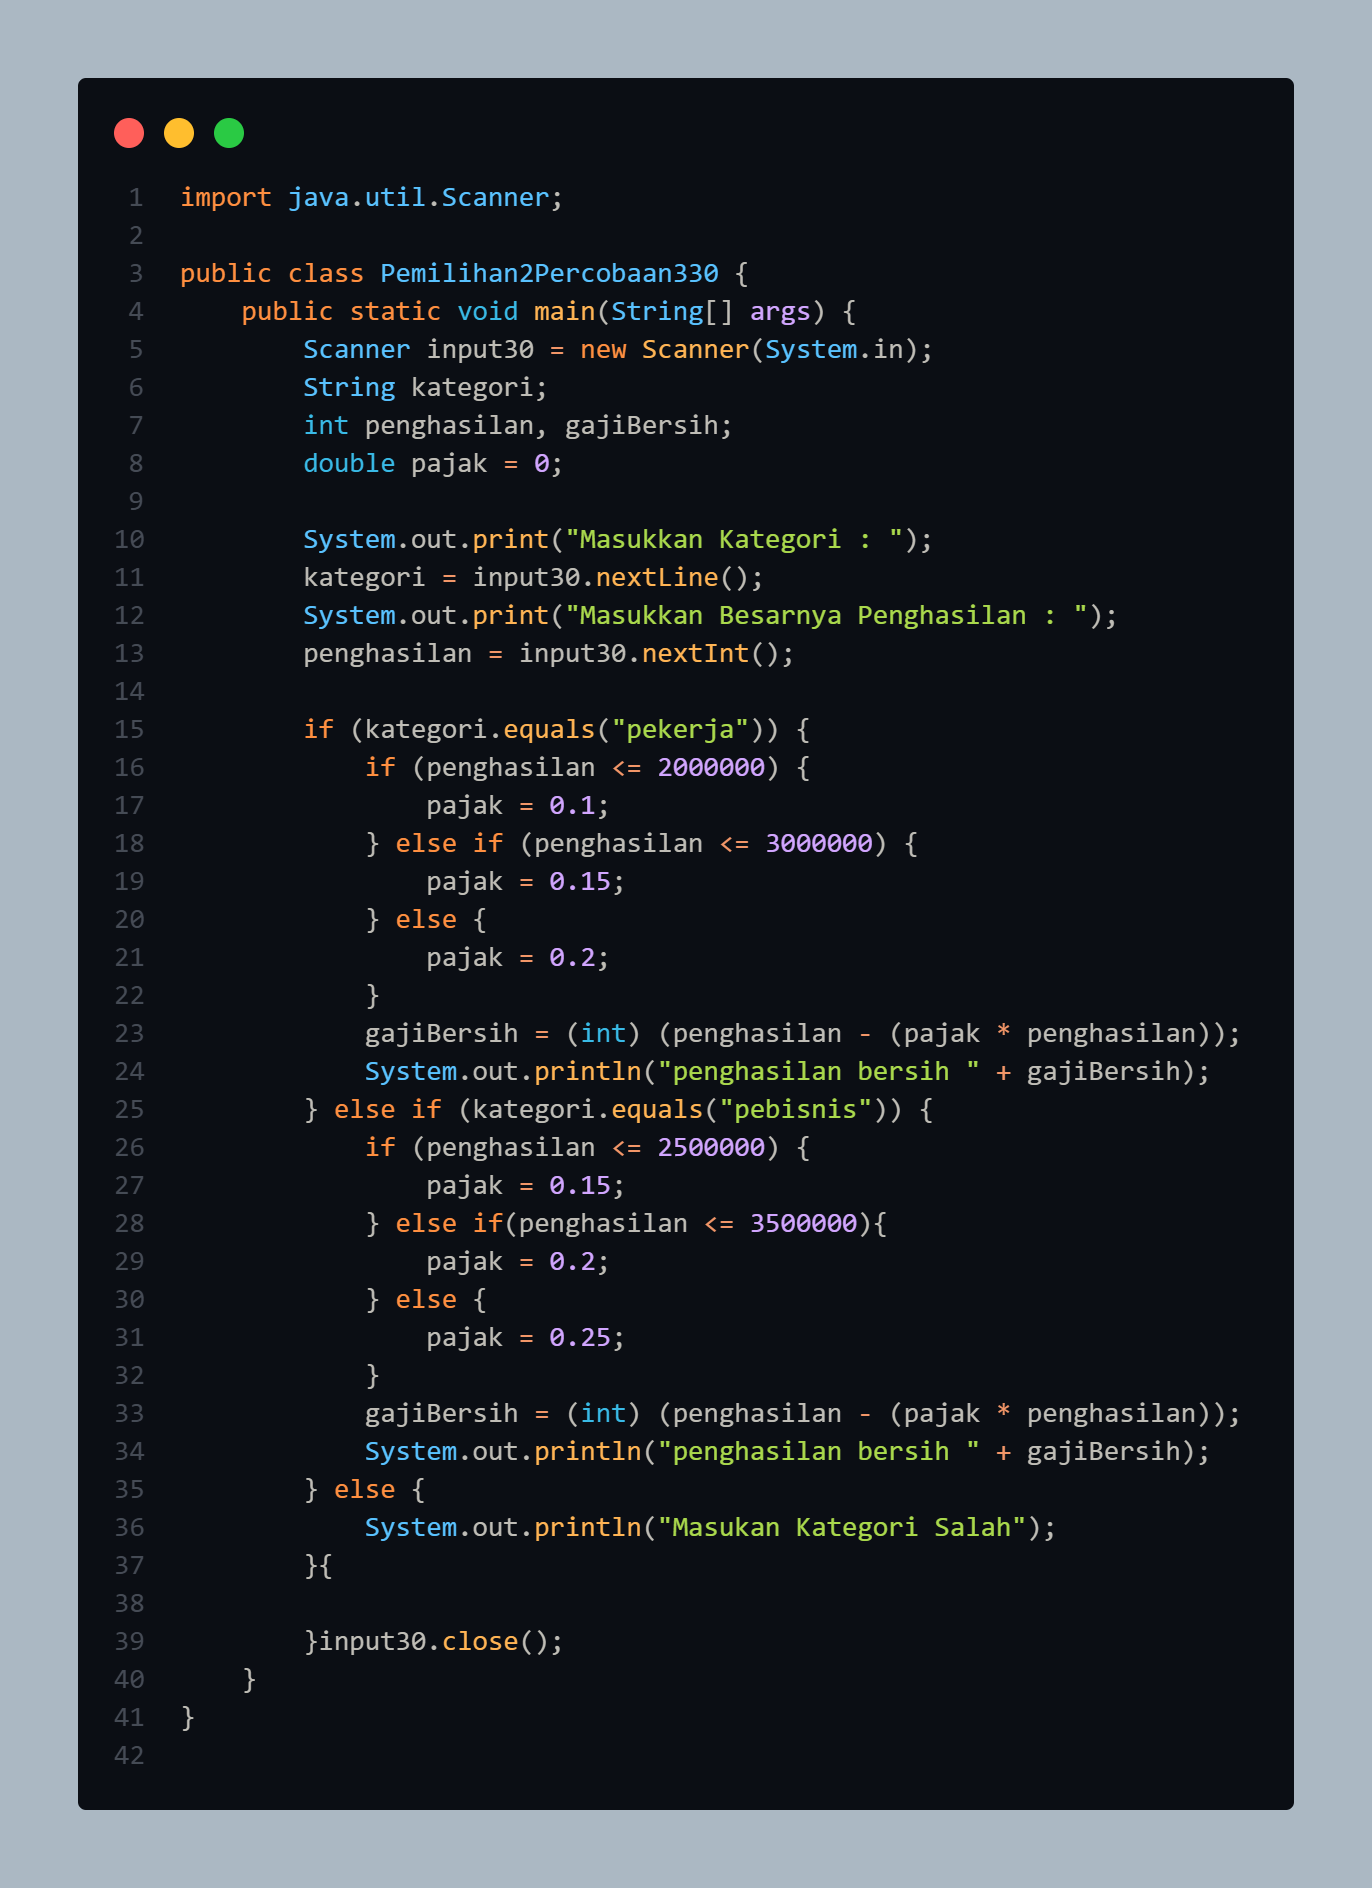 1 import java.util.Scanner;
2
3 public class Pemilihan2Percobaan330 {
4     public static void main(String[] args) {
5         Scanner input30 = new Scanner(System.in);
6         String kategori;
7         int penghasilan, gajiBersih;
8         double pajak = 0;
9
10         System.out.print("Masukkan Kategori : ");
11         kategori = input30.nextLine();
12         System.out.print("Masukkan Besarnya Penghasilan : ");
13         penghasilan = input30.nextInt();
14
15         if (kategori.equals("pekerja")) {
16             if (penghasilan <= 2000000) {
17                 pajak = 0.1;
18             } else if (penghasilan <= 3000000) {
19                 pajak = 0.15;
20             } else {
21                 pajak = 0.2;
22             }
23             gajiBersih = (int) (penghasilan - (pajak * penghasilan));
24             System.out.println("penghasilan bersih " + gajiBersih);
25         } else if (kategori.equals("pebisnis")) {
26             if (penghasilan <= 2500000) {
27                 pajak = 0.15;
28             } else if(penghasilan <= 3500000){
29                 pajak = 0.2;
30             } else {
31                 pajak = 0.25;
32             }
33             gajiBersih = (int) (penghasilan - (pajak * penghasilan));
34             System.out.println("penghasilan bersih " + gajiBersih);
35         } else {
36             System.out.println("Masukan Kategori Salah");
37         }{
38
39         }input30.close();
40     }
41 }
42